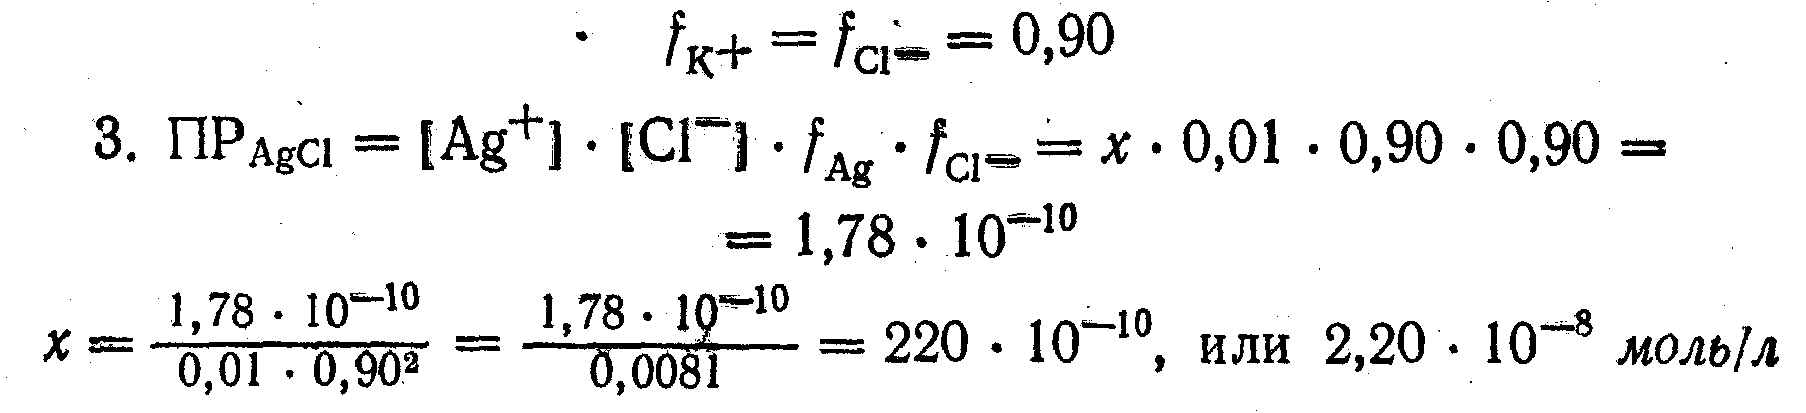 f_K+ = f_Cl− = 0,90
3. ПР_AgCl = [Ag⁺] · [Cl⁻] · f_Ag · f_Cl− = x · 0,01 · 0,90 · 0,90 =
= 1,78 · 10⁻¹⁰
x = 1,78 · 10⁻¹⁰ / 0,01 · 0,90² = 1,78 · 10⁻¹⁰ / 0,0081 = 220 · 10⁻¹⁰, или 2,20 · 10⁻⁸ моль/л